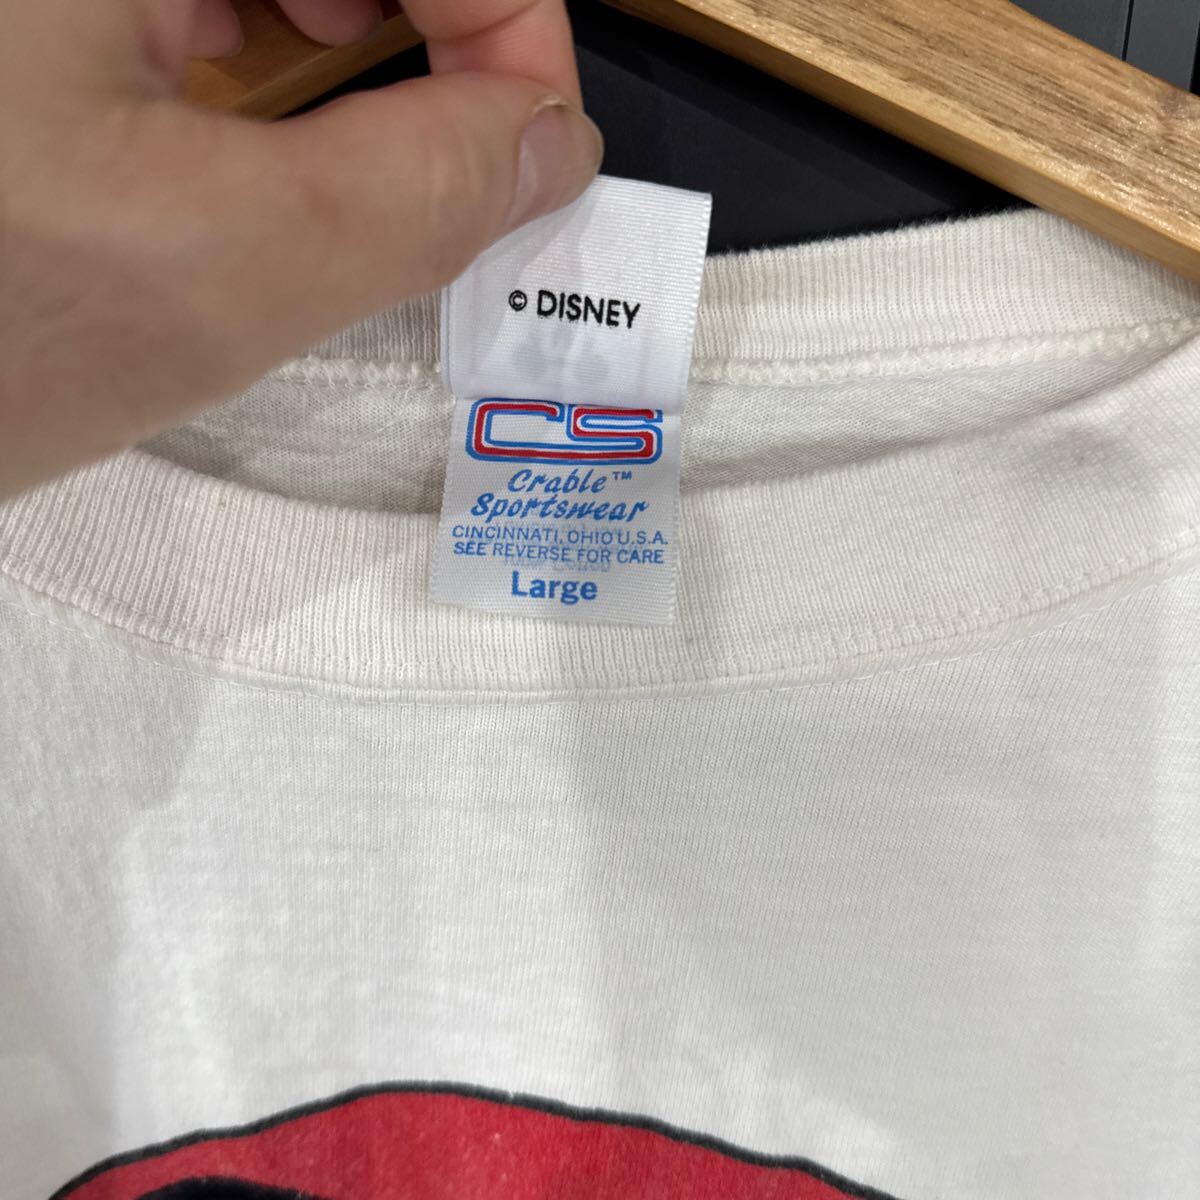 © DISNEY
CS
Crable™
Sportswear
CINCINNATI, OHIO U.S.A.
SEE REVERSE FOR CARE
Large